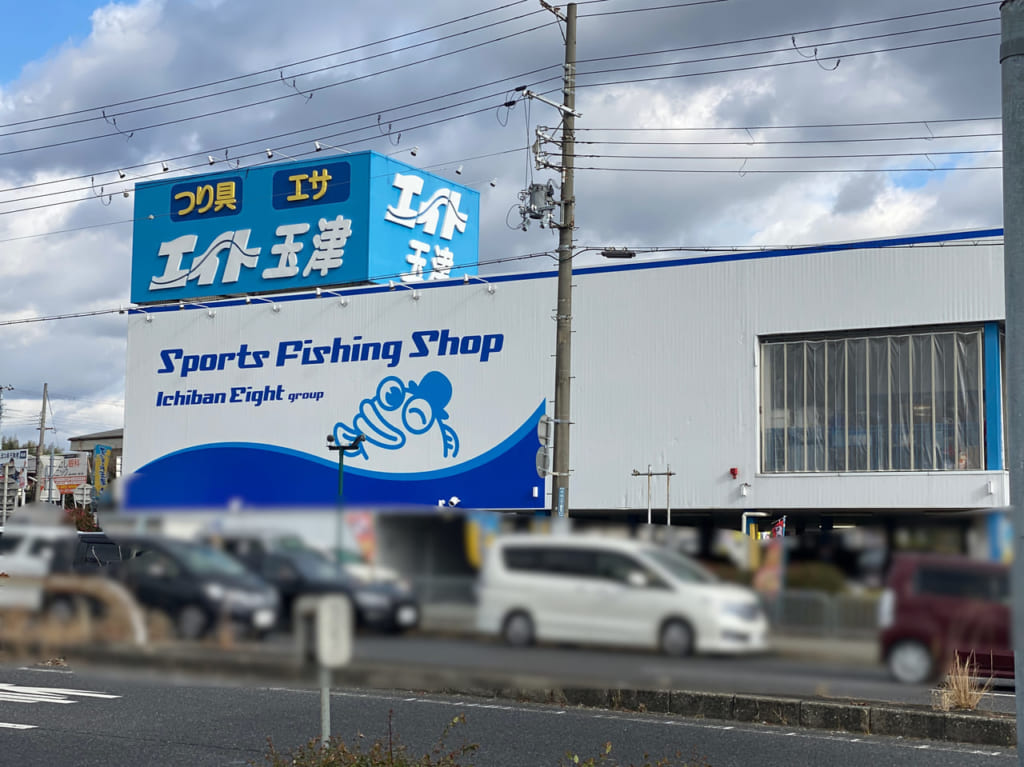 つり具
エサ
エイト玉津
エイト
玉津
Sports Fishing Shop
Ichiban Eight group